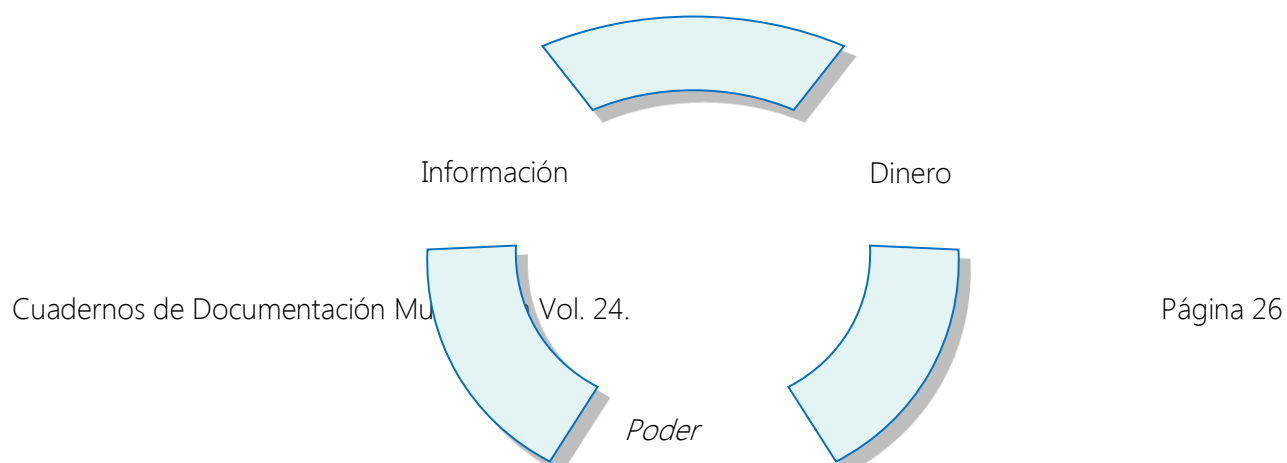 Información Dinero
Cuadernos de Documentación Mu Vol. 24. Página 26
Poder